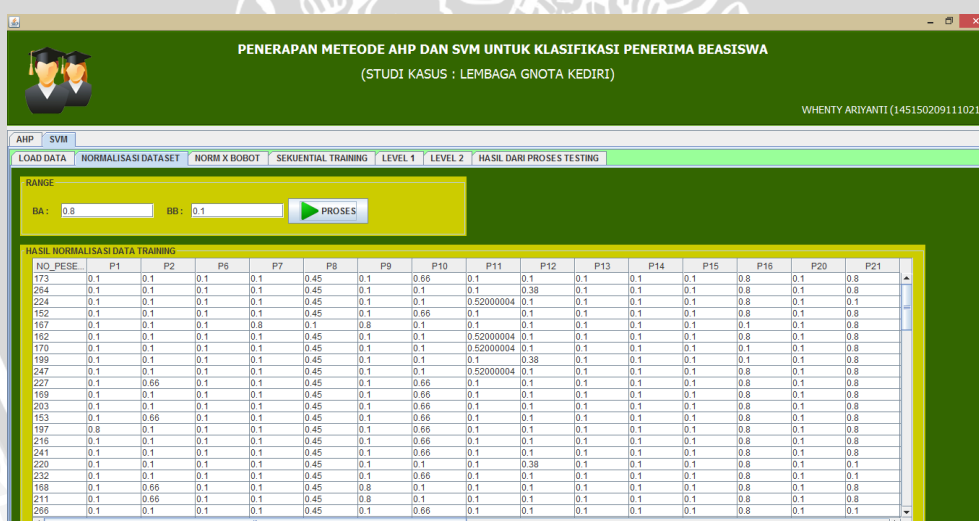 PENERAPAN METEODE AHP DAN SVM UNTUK KLASIFIKASI PENERIMA BEASISWA
(STUDI KASUS : LEMBAGA GNOTA KEDIRI)
WHENTY ARIYANTI (145150209111021
AHP SVM
LOAD DATA NORMALISASI DATASET NORM X BOBOT SEKUENTIAL TRAINING LEVEL 1 LEVEL 2 HASIL DARI PROSES TESTING
RANGE
BA : 0.8 BB : 0.1 PROSES
HASIL NORMALISASI DATA TRAINING
NO_PESE... P1 P2 P6 P7 P8 P9 P10 P11 P12 P13 P14 P15 P16 P20 P21
173 0.1 0.1 0.1 0.1 0.45 0.1 0.66 0.1 0.1 0.1 0.1 0.1 0.8 0.1 0.8
264 0.1 0.1 0.1 0.1 0.45 0.1 0.1 0.1 0.38 0.1 0.1 0.1 0.8 0.1 0.8
224 0.1 0.1 0.1 0.1 0.45 0.1 0.1 0.52000004 0.1 0.1 0.1 0.1 0.8 0.1 0.1
152 0.1 0.1 0.1 0.1 0.45 0.1 0.66 0.1 0.1 0.1 0.1 0.1 0.8 0.1 0.8
167 0.1 0.1 0.1 0.8 0.1 0.8 0.1 0.1 0.1 0.1 0.1 0.1 0.1 0.1 0.8
162 0.1 0.1 0.1 0.1 0.45 0.1 0.1 0.52000004 0.1 0.1 0.1 0.1 0.8 0.1 0.8
170 0.1 0.1 0.1 0.1 0.45 0.1 0.1 0.52000004 0.1 0.1 0.1 0.1 0.1 0.1 0.8
199 0.1 0.1 0.1 0.1 0.45 0.1 0.1 0.1 0.38 0.1 0.1 0.1 0.1 0.1 0.8
247 0.1 0.1 0.1 0.1 0.45 0.1 0.1 0.52000004 0.1 0.1 0.1 0.1 0.8 0.1 0.8
227 0.1 0.66 0.1 0.1 0.45 0.1 0.66 0.1 0.1 0.1 0.1 0.1 0.8 0.1 0.8
169 0.1 0.1 0.1 0.1 0.45 0.1 0.66 0.1 0.1 0.1 0.1 0.1 0.8 0.1 0.8
203 0.1 0.1 0.1 0.1 0.45 0.1 0.66 0.1 0.1 0.1 0.1 0.1 0.8 0.1 0.8
153 0.1 0.66 0.1 0.1 0.45 0.1 0.66 0.1 0.1 0.1 0.1 0.1 0.8 0.1 0.8
197 0.8 0.1 0.1 0.1 0.45 0.1 0.66 0.1 0.1 0.1 0.1 0.1 0.8 0.1 0.8
216 0.1 0.1 0.1 0.1 0.45 0.1 0.66 0.1 0.1 0.1 0.1 0.1 0.8 0.1 0.8
241 0.1 0.1 0.1 0.1 0.45 0.1 0.66 0.1 0.1 0.1 0.1 0.1 0.8 0.1 0.8
220 0.1 0.1 0.1 0.1 0.45 0.1 0.1 0.1 0.38 0.1 0.1 0.1 0.8 0.1 0.1
232 0.1 0.1 0.1 0.1 0.45 0.1 0.66 0.1 0.1 0.1 0.1 0.1 0.8 0.1 0.1
168 0.1 0.66 0.1 0.1 0.45 0.8 0.1 0.1 0.1 0.1 0.1 0.1 0.8 0.1 0.8
211 0.1 0.66 0.1 0.1 0.45 0.8 0.1 0.1 0.1 0.1 0.1 0.1 0.8 0.1 0.8
266 0.1 0.1 0.1 0.1 0.45 0.1 0.66 0.1 0.1 0.1 0.1 0.1 0.8 0.1 0.8